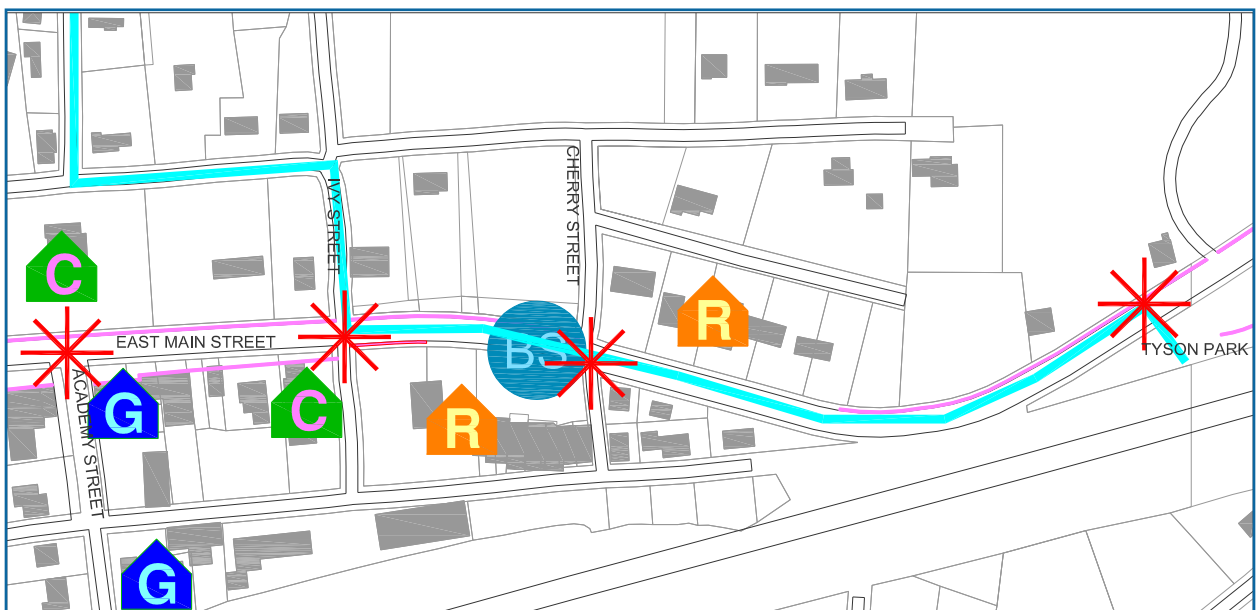 IVY STREET
CHERRY STREET
C
R
EAST MAIN STREET
BS
TYSON PARK
ACADEMY STREET
G
C
R
G